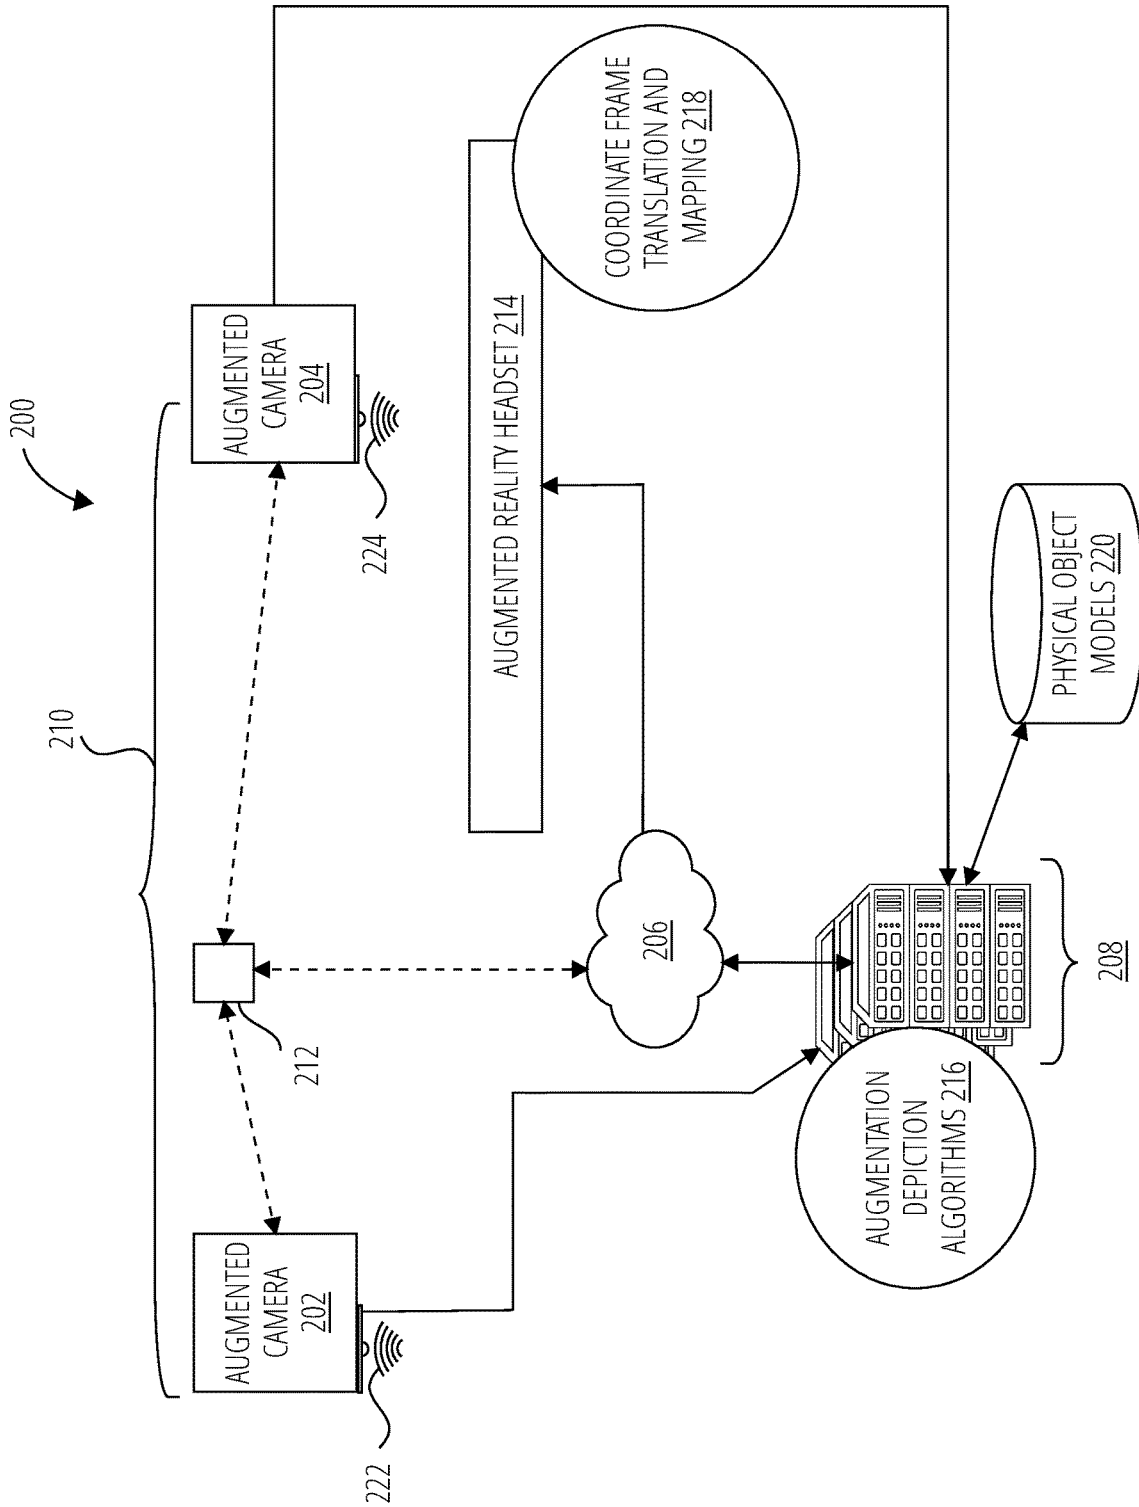 200
210
AUGMENTED
CAMERA
202
222
212
AUGMENTED
CAMERA
204
224
AUGMENTED REALITY HEADSET 214
COORDINATE FRAME
TRANSLATION AND
MAPPING 218
206
AUGMENTATION
DEPICTION
ALGORITHMS 216
208
PHYSICAL OBJECT
MODELS 220